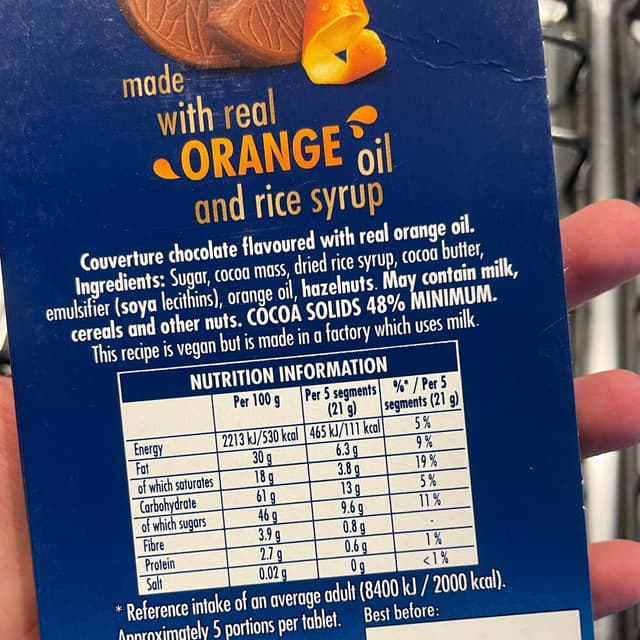 made
with real
ORANGE oil
and rice syrup
Couverture chocolate flavoured with real orange oil.
Ingredients: Sugar, cocoa mass, dried rice syrup, cocoa butter,
emulsifier (soya lecithins), orange oil, hazelnuts. May contain milk,
cereals and other nuts. COCOA SOLIDS 48% MINIMUM.
This recipe is vegan but is made in a factory which uses milk.
NUTRITION INFORMATION
Per 100 g Per 5 segments (21 g) %* / Per 5 segments (21 g)
Energy 2213 kJ/530 kcal 465 kJ/111 kcal 5%
Fat 30 g 6.3 g 9%
of which saturates 18 g 3.8 g 19%
Carbohydrate 61 g 13 g 5%
of which sugars 46 g 9.6 g 11%
Fibre 3.9 g 0.8 g -
Protein 2.7 g 0.6 g 1%
Salt 0.02 g 0 g <1%
* Reference intake of an average adult (8400 kJ / 2000 kcal).
Approximately 5 portions per tablet. Best before: